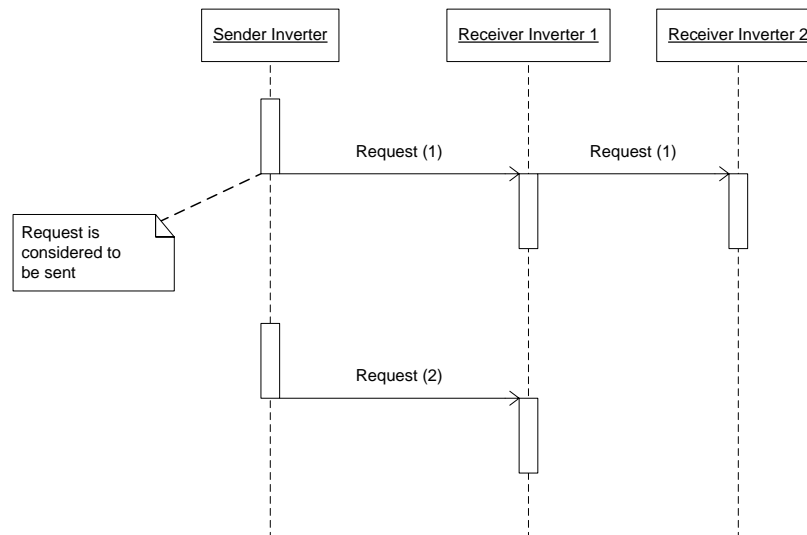 Sender Inverter
Receiver Inverter 1
Receiver Inverter 2
Request (1)
Request (1)
Request is
considered to
be sent
Request (2)